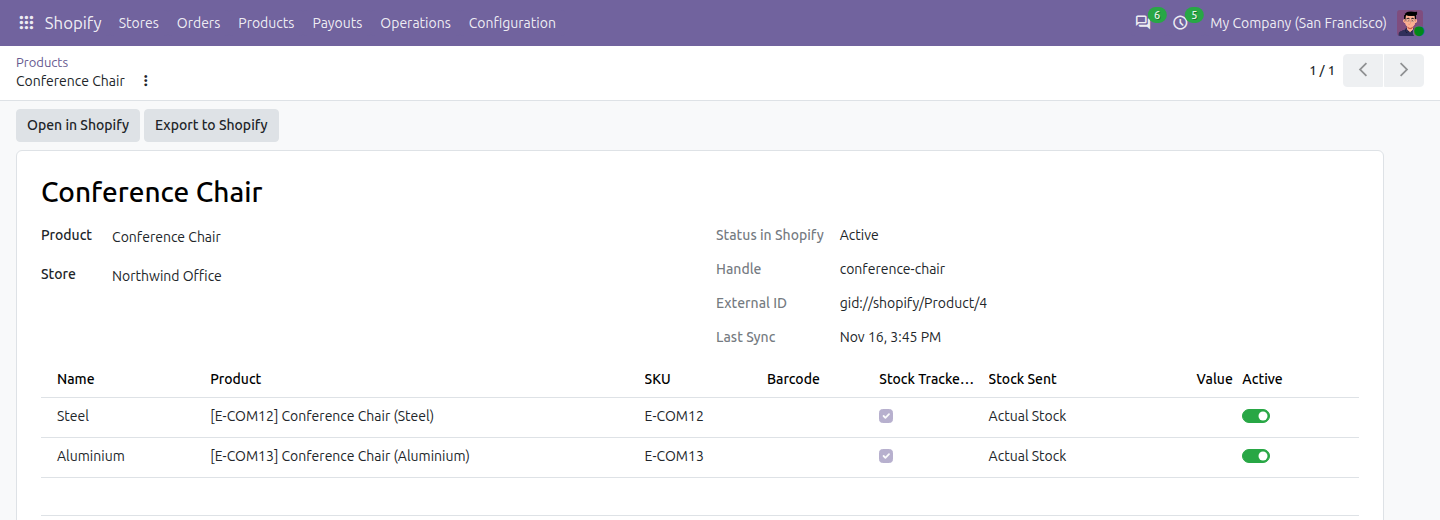 Shopify Stores Orders Products Payouts Operations Configuration 6 5 My Company (San Francisco)
Products
Conference Chair 1 / 1
Open in Shopify Export to Shopify
Conference Chair
Product Conference Chair Status in Shopify Active
Handle conference-chair
Store Northwind Office
External ID gid://shopify/Product/4
Last Sync Nov 16, 3:45 PM
Name Product SKU Barcode Stock Tracke... Stock Sent Value Active
Steel [E-COM12] Conference Chair (Steel) E-COM12 Actual Stock
Aluminium [E-COM13] Conference Chair (Aluminium) E-COM13 Actual Stock